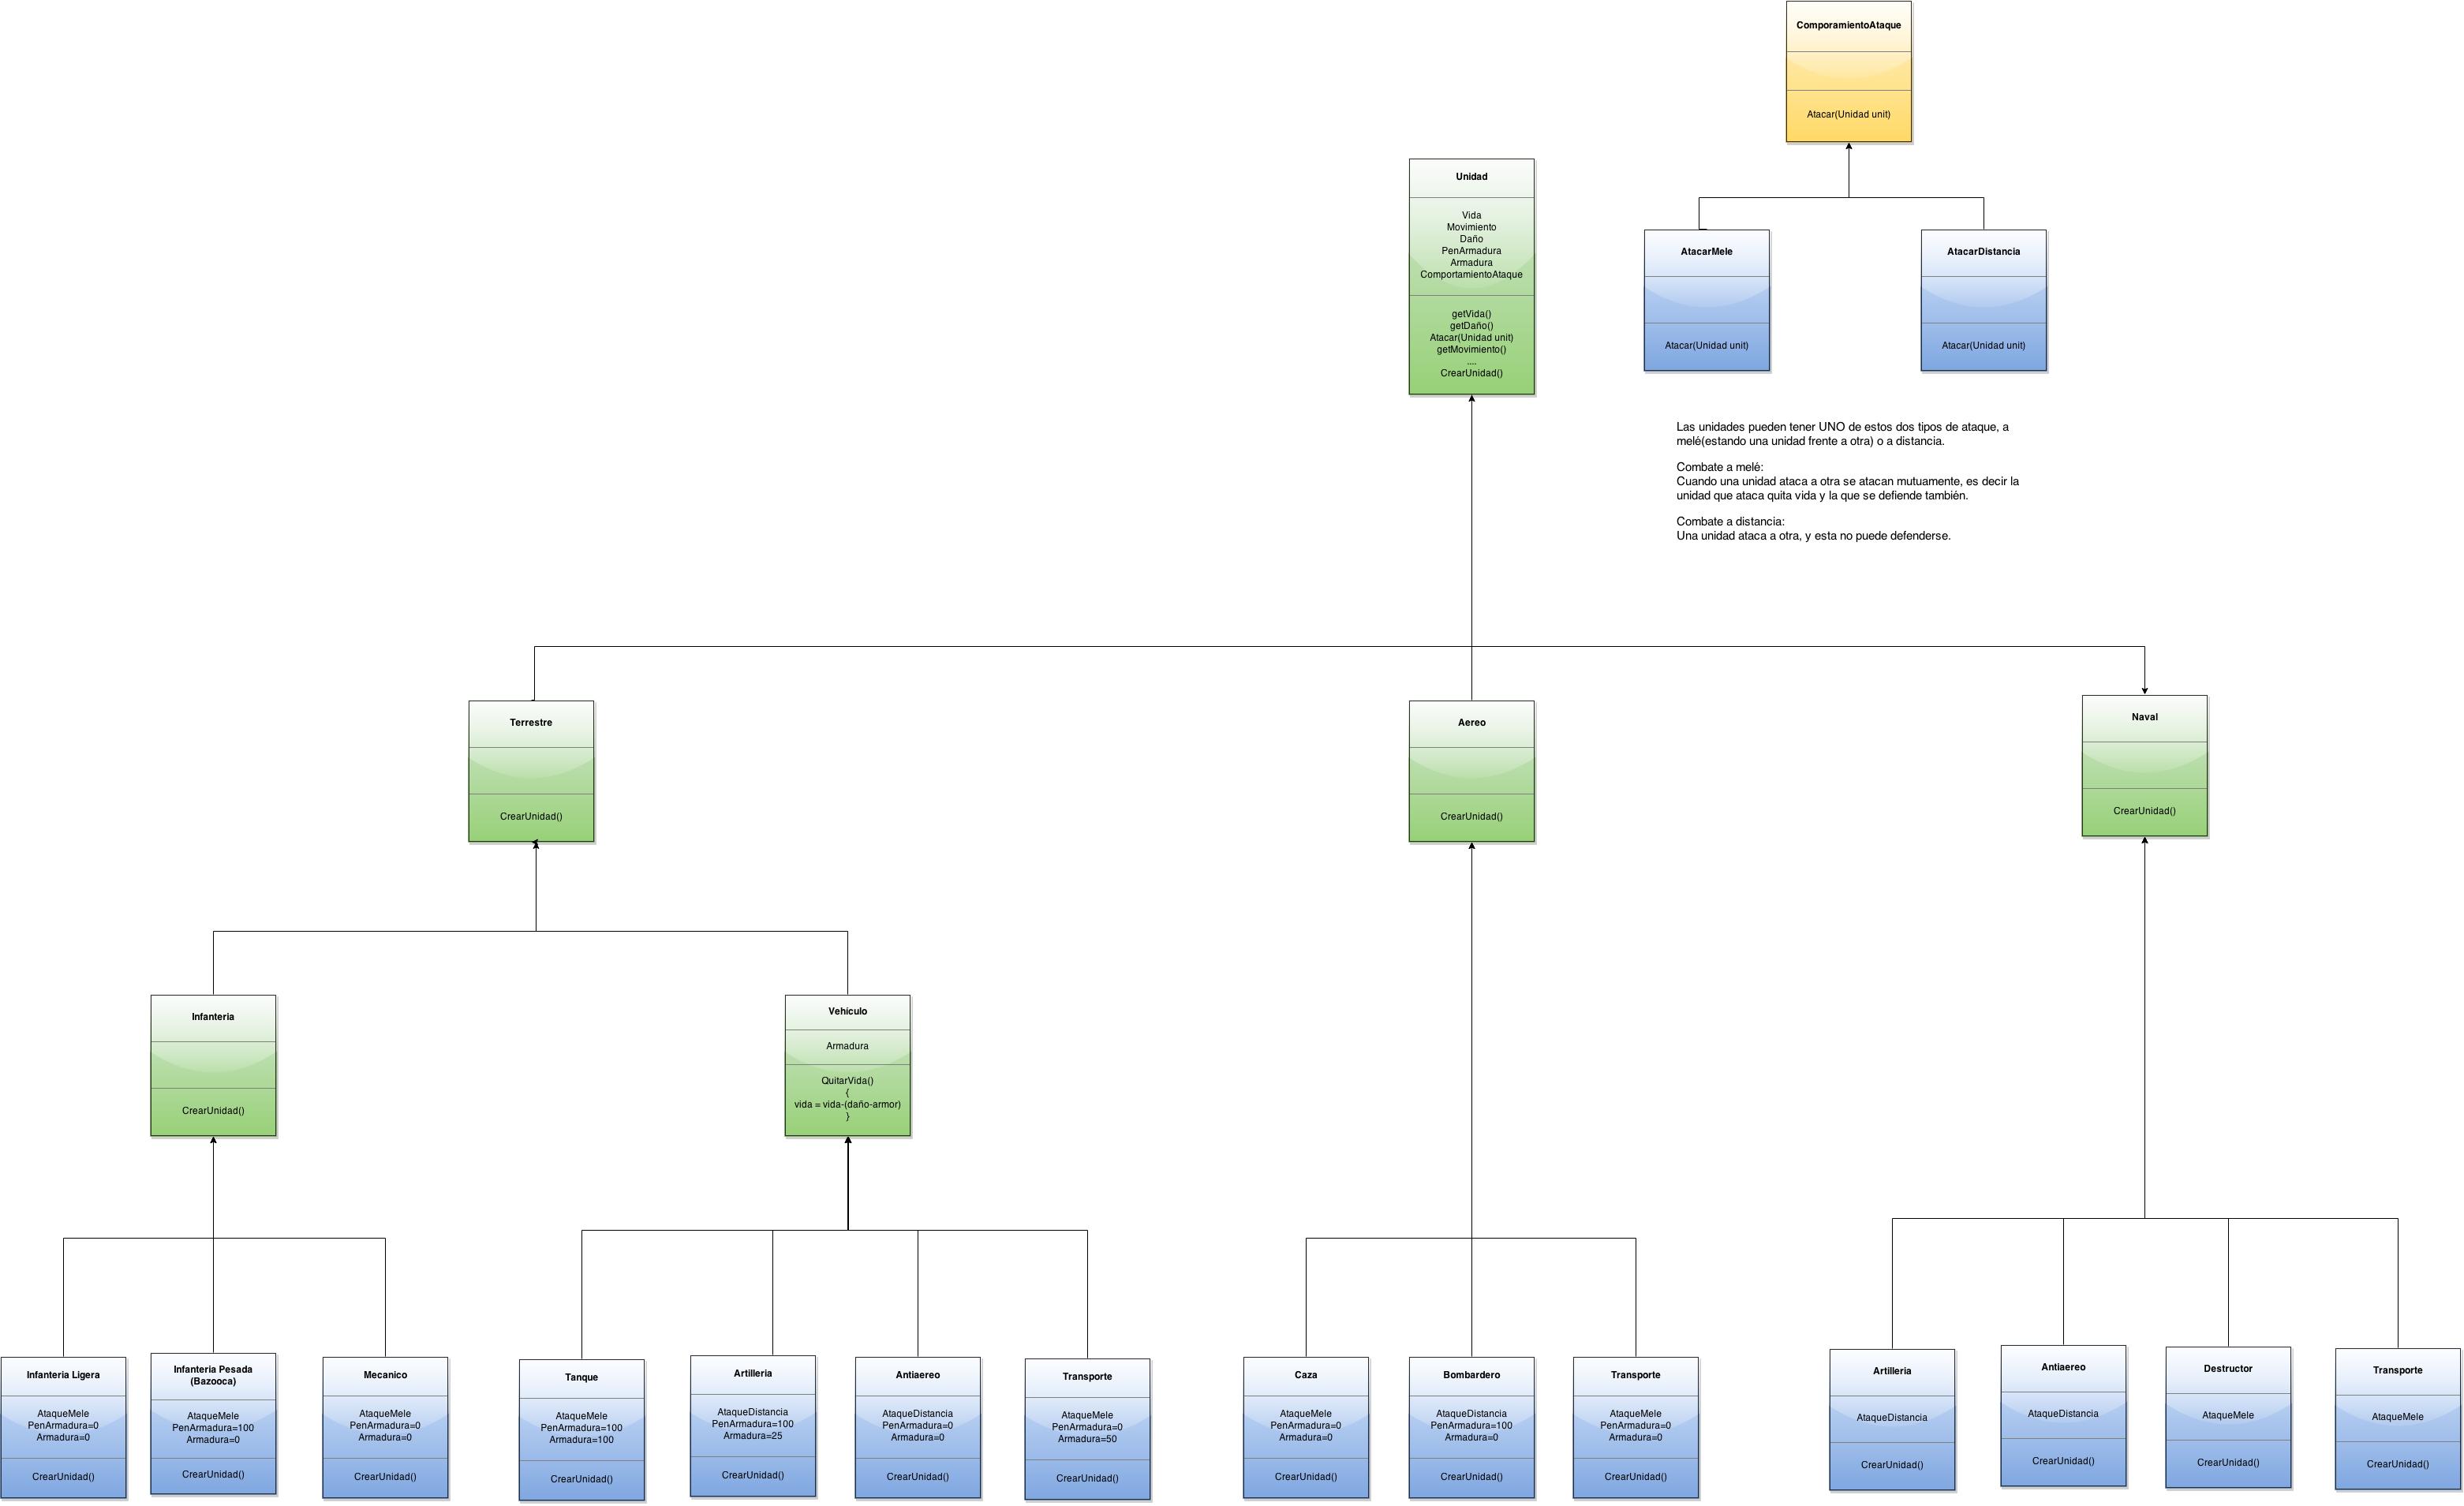 ComporamientoAtaque
Atacar(Unidad unit)
Unidad
Vida
Movimiento
Daño
PenArmadura
Armadura
ComportamientoAtaque
getVida()
getDaño()
Atacar(Unidad unit)
getMovimiento()
....
CrearUnidad()
AtacarMele
Atacar(Unidad unit)
AtacarDistancia
Atacar(Unidad unit)
Las unidades pueden tener UNO de estos dos tipos de ataque, a
melé(estando una unidad frente a otra) o a distancia.
Combate a melé:
Cuando una unidad ataca a otra se atacan mutuamente, es decir la
unidad que ataca quita vida y la que se defiende también.
Combate a distancia:
Una unidad ataca a otra, y esta no puede defenderse.
Terrestre
CrearUnidad()
Aereo
CrearUnidad()
Naval
CrearUnidad()
Infanteria
CrearUnidad()
Vehículo
Armadura
QuitarVida()
{
vida = vida-(daño-armor)
}
Infanteria Ligera
AtaqueMele
PenArmadura=0
Armadura=0
CrearUnidad()
Infanteria Pesada
(Bazooca)
AtaqueMele
PenArmadura=100
Armadura=0
CrearUnidad()
Mecanico
AtaqueMele
PenArmadura=0
Armadura=0
CrearUnidad()
Tanque
AtaqueMele
PenArmadura=100
Armadura=100
CrearUnidad()
Artilleria
AtaqueDistancia
PenArmadura=100
Armadura=25
CrearUnidad()
Antiaereo
AtaqueDistancia
PenArmadura=0
Armadura=0
CrearUnidad()
Transporte
AtaqueMele
PenArmadura=0
Armadura=50
CrearUnidad()
Caza
AtaqueMele
PenArmadura=0
Armadura=0
CrearUnidad()
Bombardero
AtaqueDistancia
PenArmadura=100
Armadura=0
CrearUnidad()
Transporte
AtaqueMele
PenArmadura=0
Armadura=0
CrearUnidad()
Artilleria
AtaqueDistancia
CrearUnidad()
Antiaereo
AtaqueDistancia
CrearUnidad()
Destructor
AtaqueMele
CrearUnidad()
Transporte
AtaqueMele
CrearUnidad()